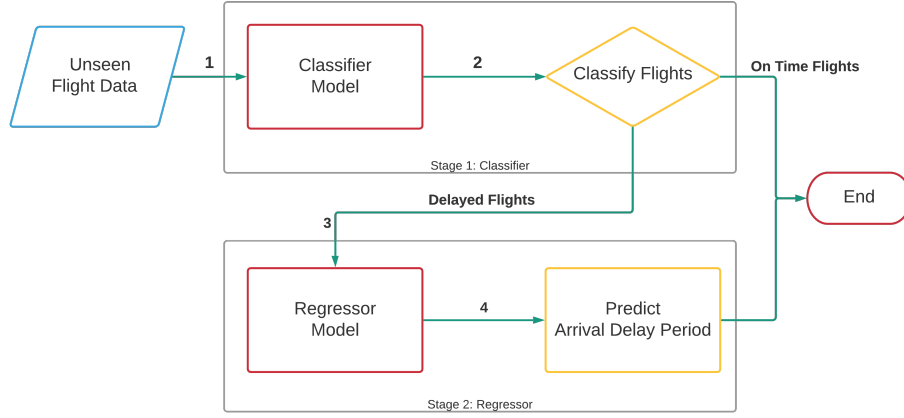 Unseen
Flight Data
1
Classifier
Model
2
Classify Flights
On Time Flights
Stage 1: Classifier
Delayed Flights
End
3
Regressor
Model
4
Predict
Arrival Delay Period
Stage 2: Regressor